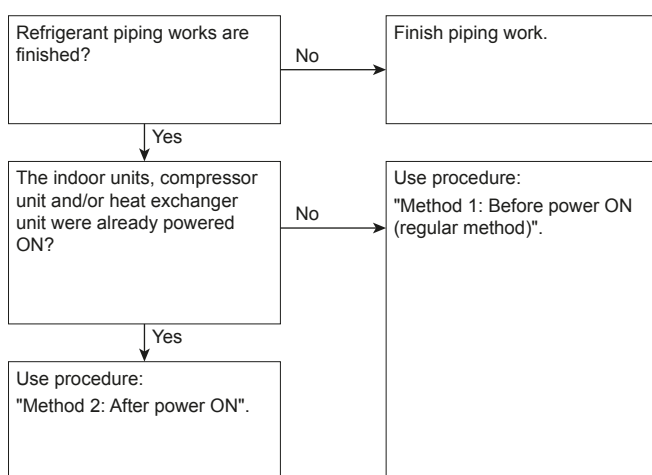 Refrigerant piping works are
finished?
No
Finish piping work.
Yes
The indoor units, compressor
unit and/or heat exchanger
unit were already powered
ON?
No
Use procedure:
"Method 1: Before power ON
(regular method)".
Yes
Use procedure:
"Method 2: After power ON".